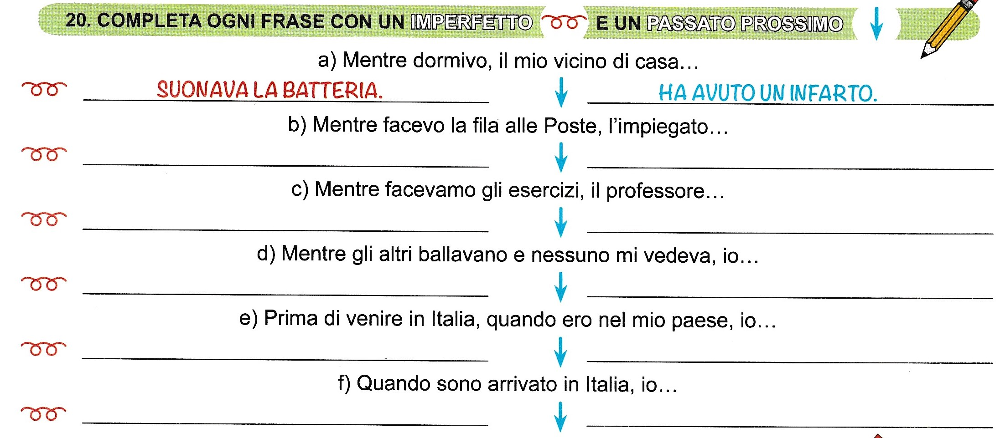 20. COMPLETA OGNI FRASE CON UN IMPERFETTO E UN PASSATO PROSSIMO
a) Mentre dormivo, il mio vicino di casa...
SUONAVA LA BATTERIA. HA AVUTO UN INFARTO.
b) Mentre facevo la fila alle Poste, l'impiegato...
c) Mentre facevamo gli esercizi, il professore...
d) Mentre gli altri ballavano e nessuno mi vedeva, io...
e) Prima di venire in Italia, quando ero nel mio paese, io...
f) Quando sono arrivato in Italia, io...